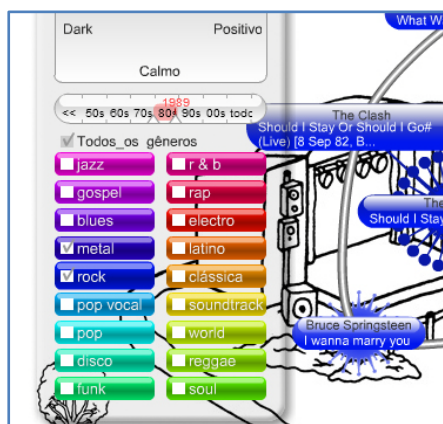 What W
Dark Positivo
Calmo
1989
<< 50s 60s 70s 80s 90s 00s todo
Todos_os gêneros
jazz r & b
gospel rap
blues electro
metal latino
rock clássica
pop vocal soundtrack
pop world
disco reggae
funk soul
The Clash
Should I Stay Or Should I Go#
(Live) [8 Sep 82, B...
The
Should I Stay
Bruce Springsteen
I wanna marry you